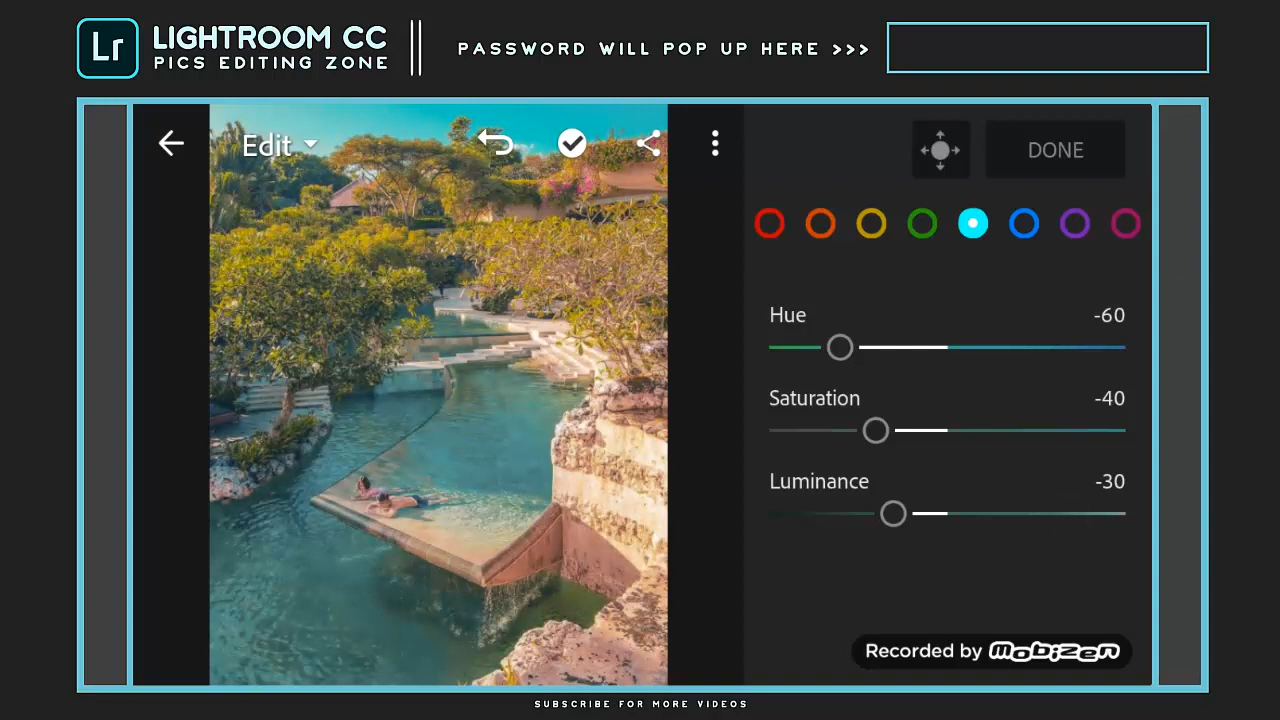 Lr LIGHTROOM CC
PICS EDITING ZONE
PASSWORD WILL POP UP HERE >>>
Edit
DONE
Hue -60
Saturation -40
Luminance -30
Recorded by mobizen
SUBSCRIBE FOR MORE VIDEOS